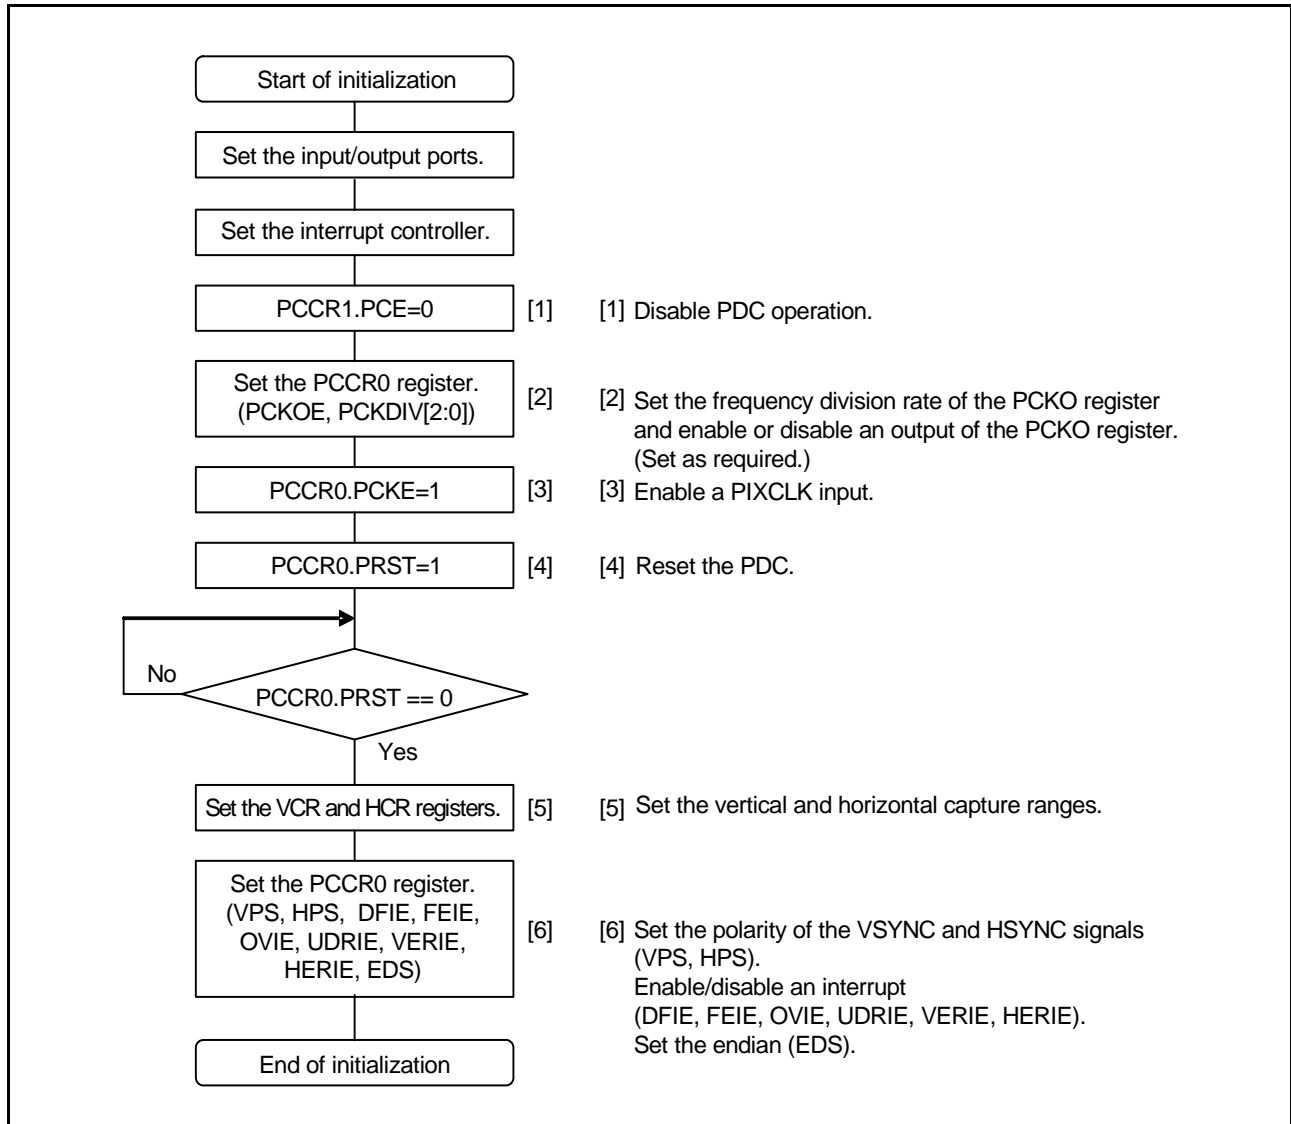 Start of initialization
Set the input/output ports.
Set the interrupt controller.
PCCR1.PCE=0 [1] [1] Disable PDC operation.
Set the PCCR0 register.
(PCKOE, PCKDIV[2:0])
[2] [2] Set the frequency division rate of the PCKO register
and enable or disable an output of the PCKO register.
(Set as required.)
PCCR0.PCKE=1 [3] [3] Enable a PIXCLK input.
PCCR0.PRST=1 [4] [4] Reset the PDC.
No
PCCR0.PRST == 0
Yes
Set the VCR and HCR registers. [5] [5] Set the vertical and horizontal capture ranges.
Set the PCCR0 register.
(VPS, HPS, DFIE, FEIE,
OVIE, UDRIE, VERIE,
HERIE, EDS)
[6] [6] Set the polarity of the VSYNC and HSYNC signals
(VPS, HPS).
Enable/disable an interrupt
(DFIE, FEIE, OVIE, UDRIE, VERIE, HERIE).
Set the endian (EDS).
End of initialization